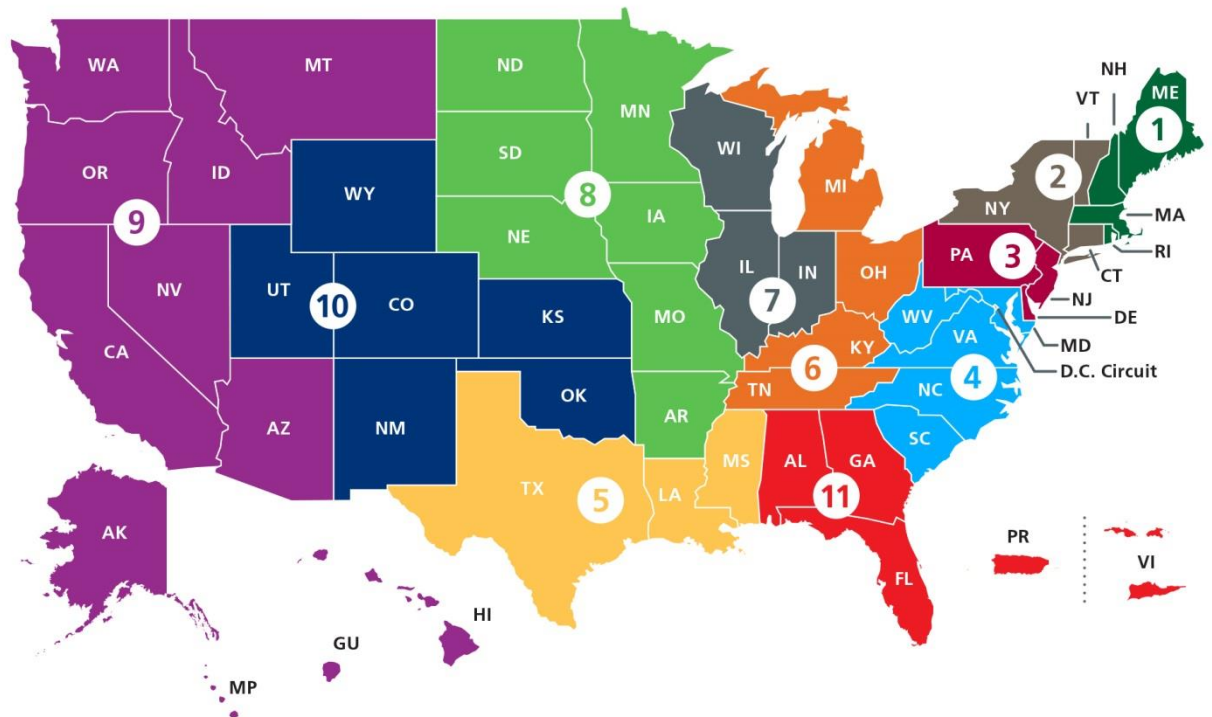 WA
MT
ND
MN
NH
VT
ME
1
OR
ID
SD
WI
MI
2
NY
MA
WY
8
IA
9
NE
PA
3
RI
CT
NV
UT
10
CO
IL
IN
7
OH
NJ
DE
CA
KS
MO
WV
VA
MD
KY
D.C. Circuit
6
TN
4
NC
AZ
NM
OK
AR
SC
MS
AL
GA
TX
5
LA
11
AK
PR
VI
FL
HI
GU
MP